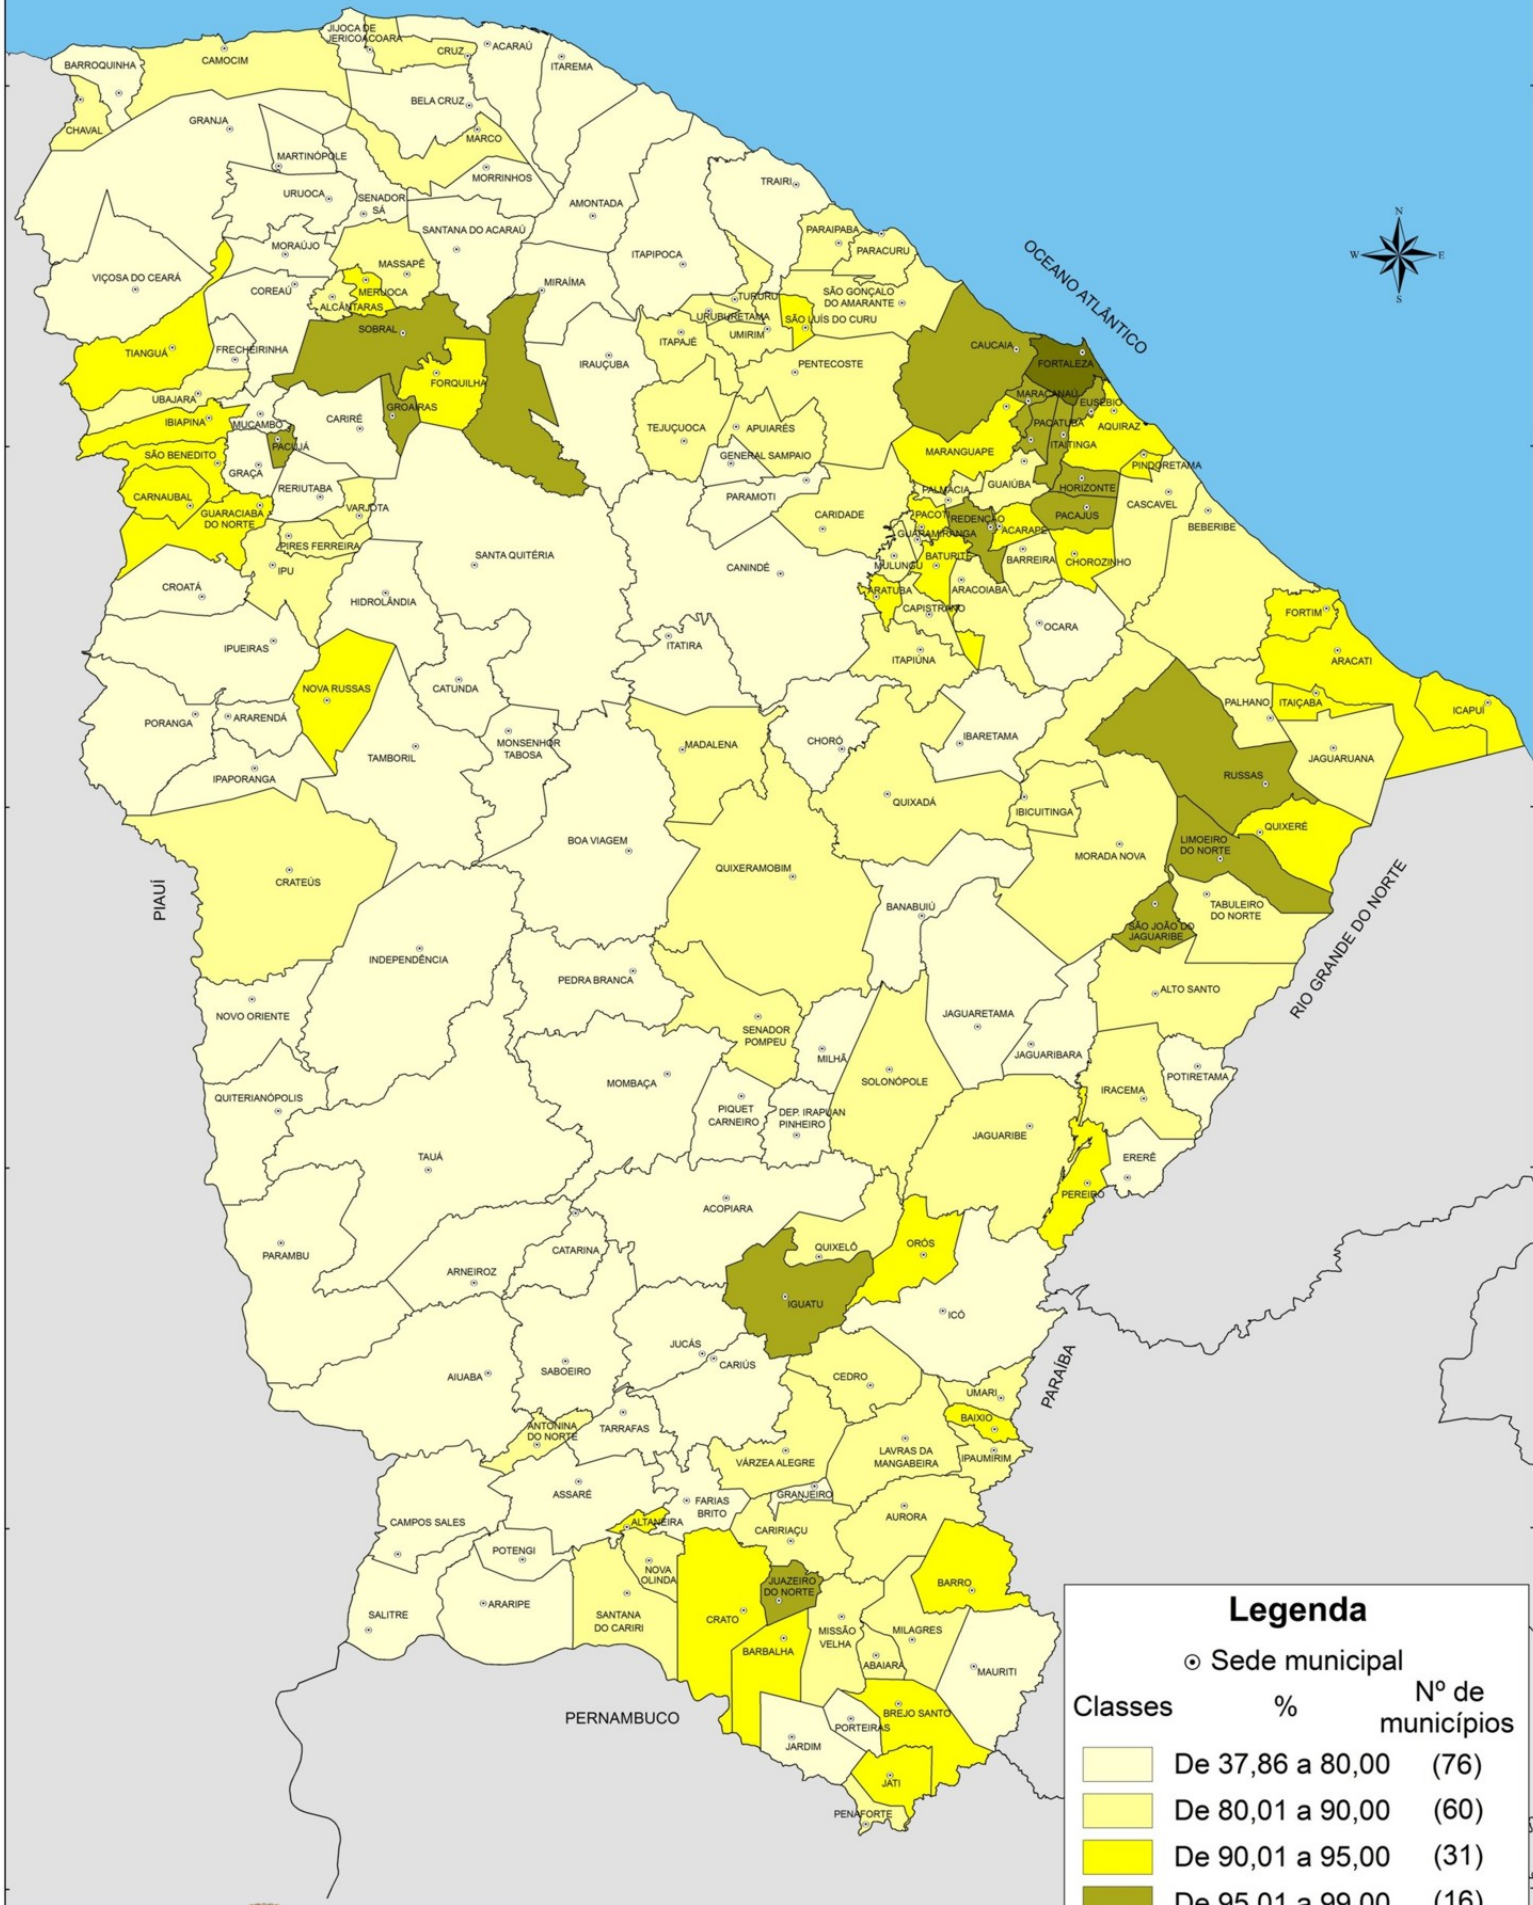 JIJOCA DE
JERICOACOARA
CRUZ
ACARAÚ
BARROQUINHA
CAMOCIM
ITAREMA
BELA CRUZ
CHAVAL
GRANJA
MARCO
MARTINÓPOLE
MORRINHOS
TRAIRI
URUOCA
SENADOR
SÁ
AMONTADA
N
W
E
S
SANTANA DO ACARAÚ
PARAIPABA
PARACURU
MORAÚJO
ITAPIPOCA
OCEANO ATLÂNTICO
VIÇOSA DO CEARÁ
MASSAPÊ
MIRAÍMA
COREAÚ
MERUOCA
ALCÂNTARAS
TURURU
SÃO GONÇALO
DO AMARANTE
URUBURETAMA
SÃO LUÍS DO CURU
SOBRAL
UMIRIM
ITAPAJÉ
CAUCAIA
TIANGUÁ
FRECHEIRINHA
IRAUÇUBA
PENTECOSTE
FORTALEZA
FORQUILHA
UBAJARA
MARACANAÚ
EUSÉBIO
GROAÍRAS
IBIAPINA
MUCAMBO
CARIRÉ
TEJUÇUOCA
APUIARÉS
PACATUBA
AQUIRAZ
ITAITINGA
PACUJÁ
SÃO BENEDITO
GENERAL SAMPAIO
MARANGUAPE
PINDORETAMA
GRAÇA
RERIUTABA
PARAMOTI
PALMÁCIA
GUAIÚBA
HORIZONTE
CARNAUBAL
VARJOTA
CARIDADE
PACOTI
CASCAVEL
GUARACIABA
DO NORTE
REDENÇÃO
PACAJUS
BEBERIBE
GUARAMIRANGA
ACARAPE
PIRES FERREIRA
SANTA QUITÉRIA
CANINDÉ
MULUNGU
BATURITÉ
BARREIRA
CHOROZINHO
IPU
CROATÁ
HIDROLÂNDIA
ARATUBA
ARACOIABA
CAPISTRANO
FORTIM
OCARA
IPUEIRAS
ITATIRA
ITAPIÚNA
ARACATI
NOVA RUSSAS
CATUNDA
PALHANO
ITAIÇABA
ICAPUÍ
PORANGA
ARARENDÁ
MONSENHOR
TABOSA
MADALENA
CHORÓ
IBARETAMA
TAMBORIL
JAGUARUANA
IPAPORANGA
RUSSAS
QUIXADÁ
IBICUITINGA
BOA VIAGEM
QUIXERÉ
LIMOEIRO
DO NORTE
QUIXERAMOBIM
MORADA NOVA
CRATEÚS
PIAUÍ
BANABUIÚ
TABULEIRO
DO NORTE
SÃO JOÃO DO
JAGUARIBE
RIO GRANDE DO NORTE
INDEPENDÊNCIA
PEDRA BRANCA
ALTO SANTO
NOVO ORIENTE
JAGUARETAMA
SENADOR
POMPEU
MILHÃ
JAGUARIBARA
MOMBAÇA
SOLONÓPOLE
POTIRETAMA
IRACEMA
QUITERIANÓPOLIS
PIQUET
CARNEIRO
DEP. IRAPUAN
PINHEIRO
JAGUARIBE
TAUÁ
ERERÊ
PEREIRO
ACOPIARA
PARAMBU
CATARINA
QUIXELÔ
ORÓS
ARNEIROZ
IGUATU
ICÓ
JUCÁS
CARIÚS
AIUABA
SABOEIRO
CEDRO
PARAÍBA
UMARI
BAIXIO
ANTONINA
DO NORTE
TARRAFAS
VÁRZEA ALEGRE
LAVRAS DA
MANGABEIRA
IPAUMIRIM
ASSARÉ
GRANJEIRO
FARIAS
BRITO
CAMPOS SALES
ALTANEIRA
CARIRIAÇU
AURORA
POTENGI
NOVA
OLINDA
JUAZEIRO
DO NORTE
BARRO
SALITRE
ARARIPE
SANTANA
DO CARIRI
CRATO
MISSÃO
VELHA
MILAGRES
BARBALHA
ABAIARA
MAURITI
PERNAMBUCO
BREJO SANTO
PORTEIRAS
JARDIM
JATI
PENAFORTE
Legenda
Sede municipal
Classes % Nº de
municípios
De 37,86 a 80,00 (76)
De 80,01 a 90,00 (60)
De 90,01 a 95,00 (31)
De 95,01 a 99,00 (16)